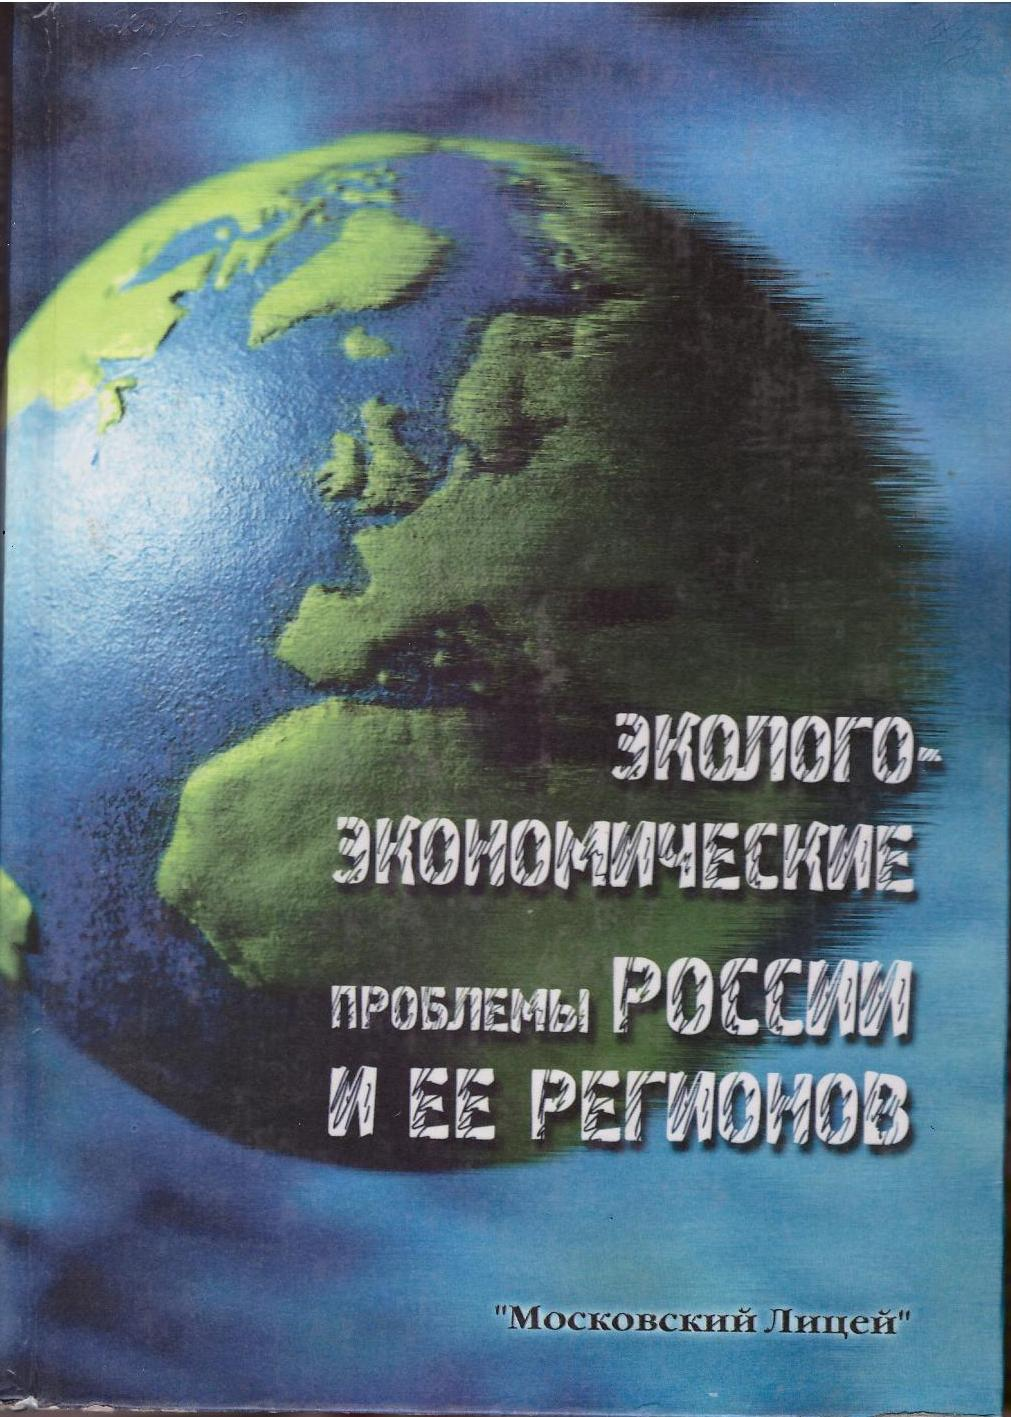 ЭКОЛОГО-
ЭКОНОМИЧЕСКИЕ
ПРОБЛЕМЫ РОССИИ
И ЕЕ РЕГИОНОВ
"Московский Лицей"